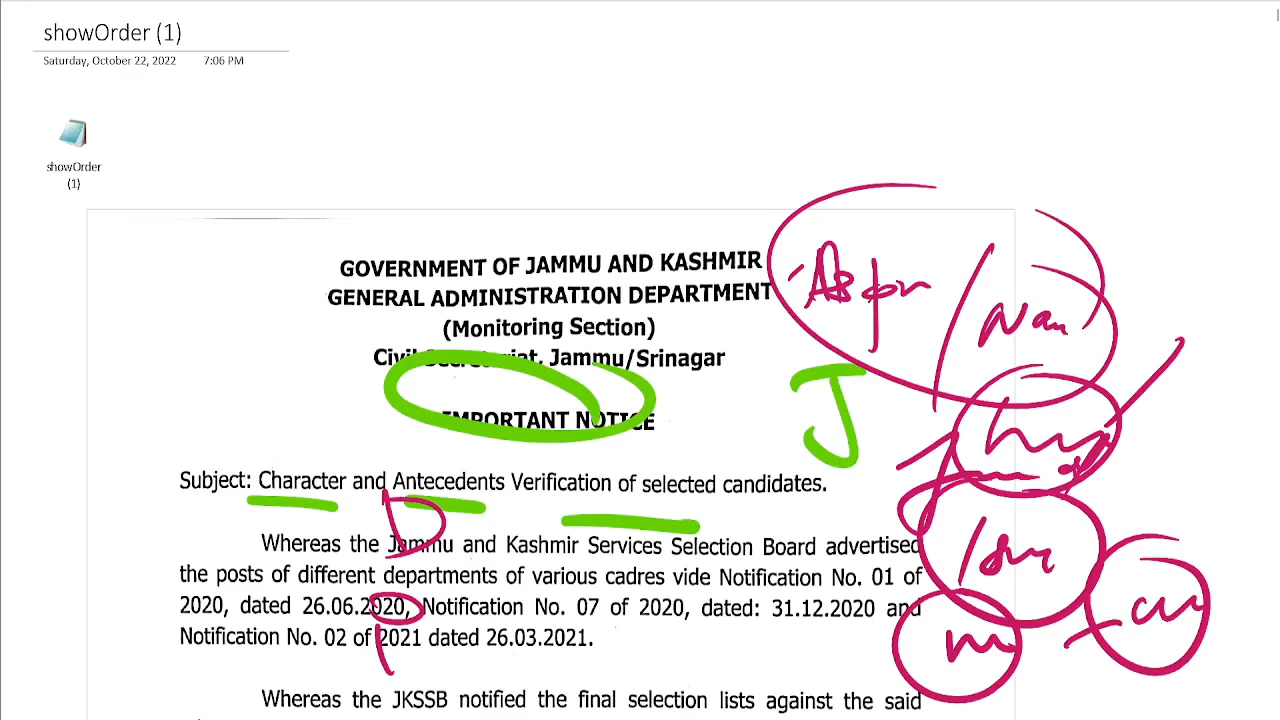 showOrder (1)
Saturday, October 22, 2022 7:06 PM
showOrder
(1)
GOVERNMENT OF JAMMU AND KASHMIR
GENERAL ADMINISTRATION DEPARTMENT
(Monitoring Section)
Civil Secretariat, Jammu/Srinagar
IMPORTANT NOTICE
J
Subject: Character and Antecedents Verification of selected candidates.
Whereas the Jammu and Kashmir Services Selection Board advertised
the posts of different departments of various cadres vide Notification No. 01 of
2020, dated 26.06.2020, Notification No. 07 of 2020, dated: 31.12.2020 and
Notification No. 02 of 2021 dated 26.03.2021.
Whereas the JKSSB notified the final selection lists against the said